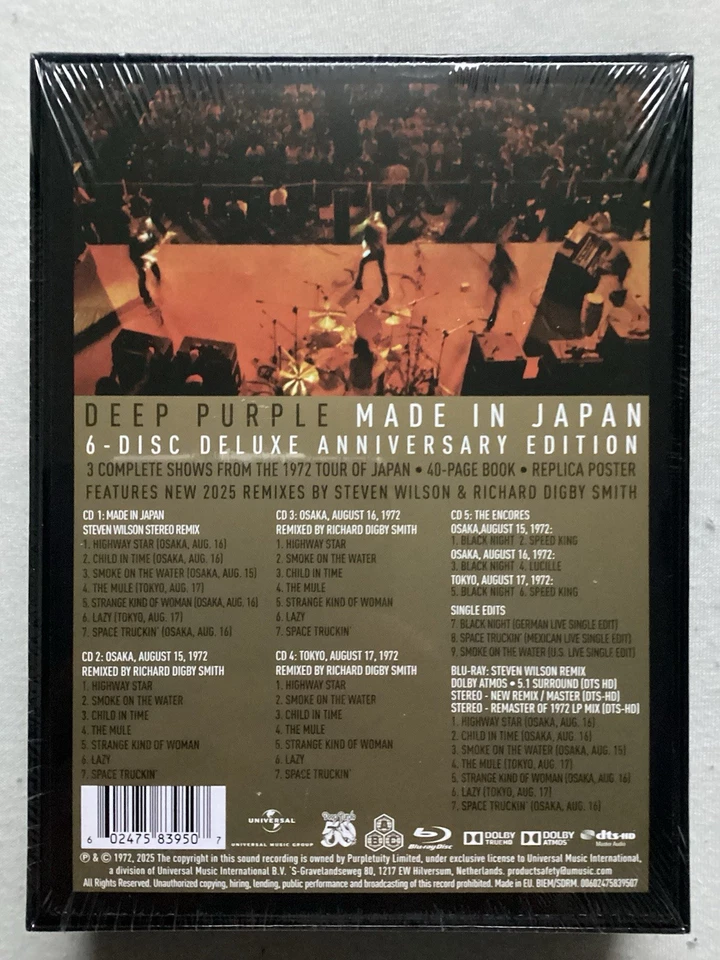 DEEP PURPLE MADE IN JAPAN
6-DISC DELUXE ANNIVERSARY EDITION
3 COMPLETE SHOWS FROM THE 1972 TOUR OF JAPAN • 40-PAGE BOOK • REPLICA POSTER
FEATURES NEW 2025 REMIXES BY STEVEN WILSON & RICHARD DIGBY SMITH
CD 1: MADE IN JAPAN
STEVEN WILSON STEREO REMIX
1. HIGHWAY STAR (OSAKA, AUG. 16)
2. CHILD IN TIME (OSAKA, AUG. 16)
3. SMOKE ON THE WATER (OSAKA, AUG. 15)
4. THE MULE (TOKYO, AUG. 17)
5. STRANGE KIND OF WOMAN (OSAKA, AUG. 16)
6. LAZY (TOKYO, AUG. 17)
7. SPACE TRUCKIN' (OSAKA, AUG. 16)
CD 2: OSAKA, AUGUST 15, 1972
REMIXED BY RICHARD DIGBY SMITH
1. HIGHWAY STAR
2. SMOKE ON THE WATER
3. CHILD IN TIME
4. THE MULE
5. STRANGE KIND OF WOMAN
6. LAZY
7. SPACE TRUCKIN'
CD 3: OSAKA, AUGUST 16, 1972
REMIXED BY RICHARD DIGBY SMITH
1. HIGHWAY STAR
2. SMOKE ON THE WATER
3. CHILD IN TIME
4. THE MULE
5. STRANGE KIND OF WOMAN
6. LAZY
7. SPACE TRUCKIN'
CD 4: TOKYO, AUGUST 17, 1972
REMIXED BY RICHARD DIGBY SMITH
1. HIGHWAY STAR
2. SMOKE ON THE WATER
3. CHILD IN TIME
4. THE MULE
5. STRANGE KIND OF WOMAN
6. LAZY
7. SPACE TRUCKIN'
CD 5: THE ENCORES
OSAKA,AUGUST 15, 1972:
1. BLACK NIGHT 2. SPEED KING
OSAKA, AUGUST 16, 1972:
3. BLACK NIGHT 4. LUCILLE
TOKYO, AUGUST 17, 1972:
5. BLACK NIGHT 6. SPEED KING
SINGLE EDITS
7. BLACK NIGHT (GERMAN LIVE SINGLE EDIT)
8. SPACE TRUCKIN' (MEXICAN LIVE SINGLE EDIT)
9. SMOKE ON THE WATER (U.S. LIVE SINGLE EDIT)
BLU-RAY: STEVEN WILSON REMIX
DOLBY ATMOS • 5.1 SURROUND (DTS HD)
STEREO - NEW REMIX / MASTER (DTS-HD)
STEREO - REMASTER OF 1972 LP MIX (DTS-HD)
1. HIGHWAY STAR (OSAKA, AUG. 16)
2. CHILD IN TIME (OSAKA, AUG. 16)
3. SMOKE ON THE WATER (OSAKA, AUG. 15)
4. THE MULE (TOKYO, AUG. 17)
5. STRANGE KIND OF WOMAN (OSAKA, AUG. 16)
6. LAZY (TOKYO, AUG. 17)
7. SPACE TRUCKIN' (OSAKA, AUG. 16)
6 02475 83950 7
UNIVERSAL
UNIVERSAL MUSIC GROUP
50
Blu-ray Disc
DOLBY TRUEHD
DOLBY ATMOS
dts-HD
Master Audio
℗ & © 1972, 2025 The copyright in this sound recording is owned by Purpletuity Limited, under exclusive license to Universal Music International,
a division of Universal Music International B.V. 'S-Gravelandseweg 80, 1217 EW Hilversum, Netherlands. productsafety@umusic.com
All Rights Reserved. Unauthorized copying, hiring, lending, public performance and broadcasting of this record prohibited. Made in EU. BIEM/SDRM. 00602475839507